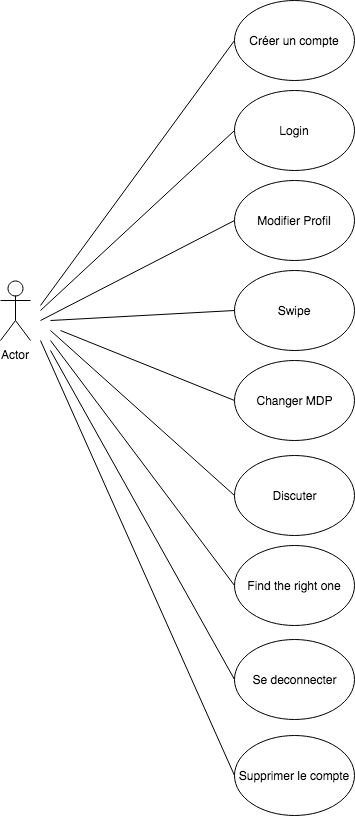 Créer un compte
Login
Modifier Profil
Swipe
Actor
Changer MDP
Discuter
Find the right one
Se deconnecter
Supprimer le compte